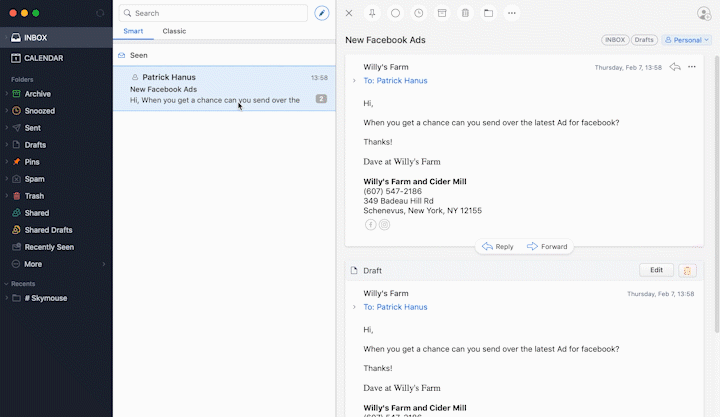 INBOX
CALENDAR
Folders
Archive
Snoozed
Sent
Drafts
Pins
Spam
Trash
Shared
Shared Drafts
Recently Seen
More
Recents
# Skymouse
Search
Smart Classic
Seen
Patrick Hanus 13:58
New Facebook Ads
Hi, When you get a chance can you send over the 2
New Facebook Ads INBOX Drafts Personal
Willy's Farm Thursday, Feb 7, 13:58
To: Patrick Hanus
Hi,
When you get a chance can you send over the latest Ad for facebook?
Thanks!
Dave at Willy's Farm
Willy's Farm and Cider Mill
(607) 547-2186
349 Badeau Hill Rd
Schenevus, New York, NY 12155
Reply Forward
Draft Edit
Willy's Farm Thursday, Feb 7, 13:58
To: Patrick Hanus
Hi,
When you get a chance can you send over the latest Ad for facebook?
Thanks!
Dave at Willy's Farm
Willy's Farm and Cider Mill